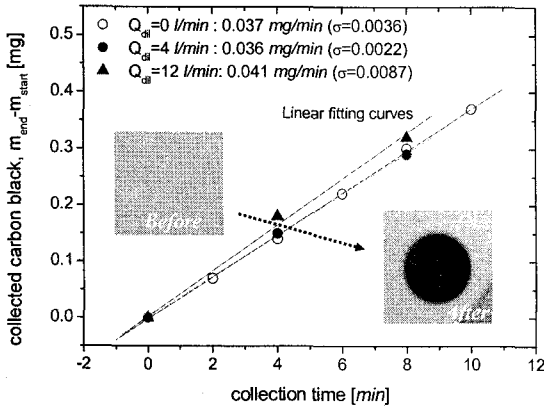 Q_dil=0 l/min : 0.037 mg/min (σ=0.0036)
Q_dil=4 l/min : 0.036 mg/min (σ=0.0022)
Q_dil=12 l/min: 0.041 mg/min (σ=0.0087)
Linear fitting curves
collected carbon black, m_end-m_start [mg]
0.5
0.4
0.3
0.2
0.1
0.0
Before
After
-2 0 2 4 6 8 10 12
collection time [min]